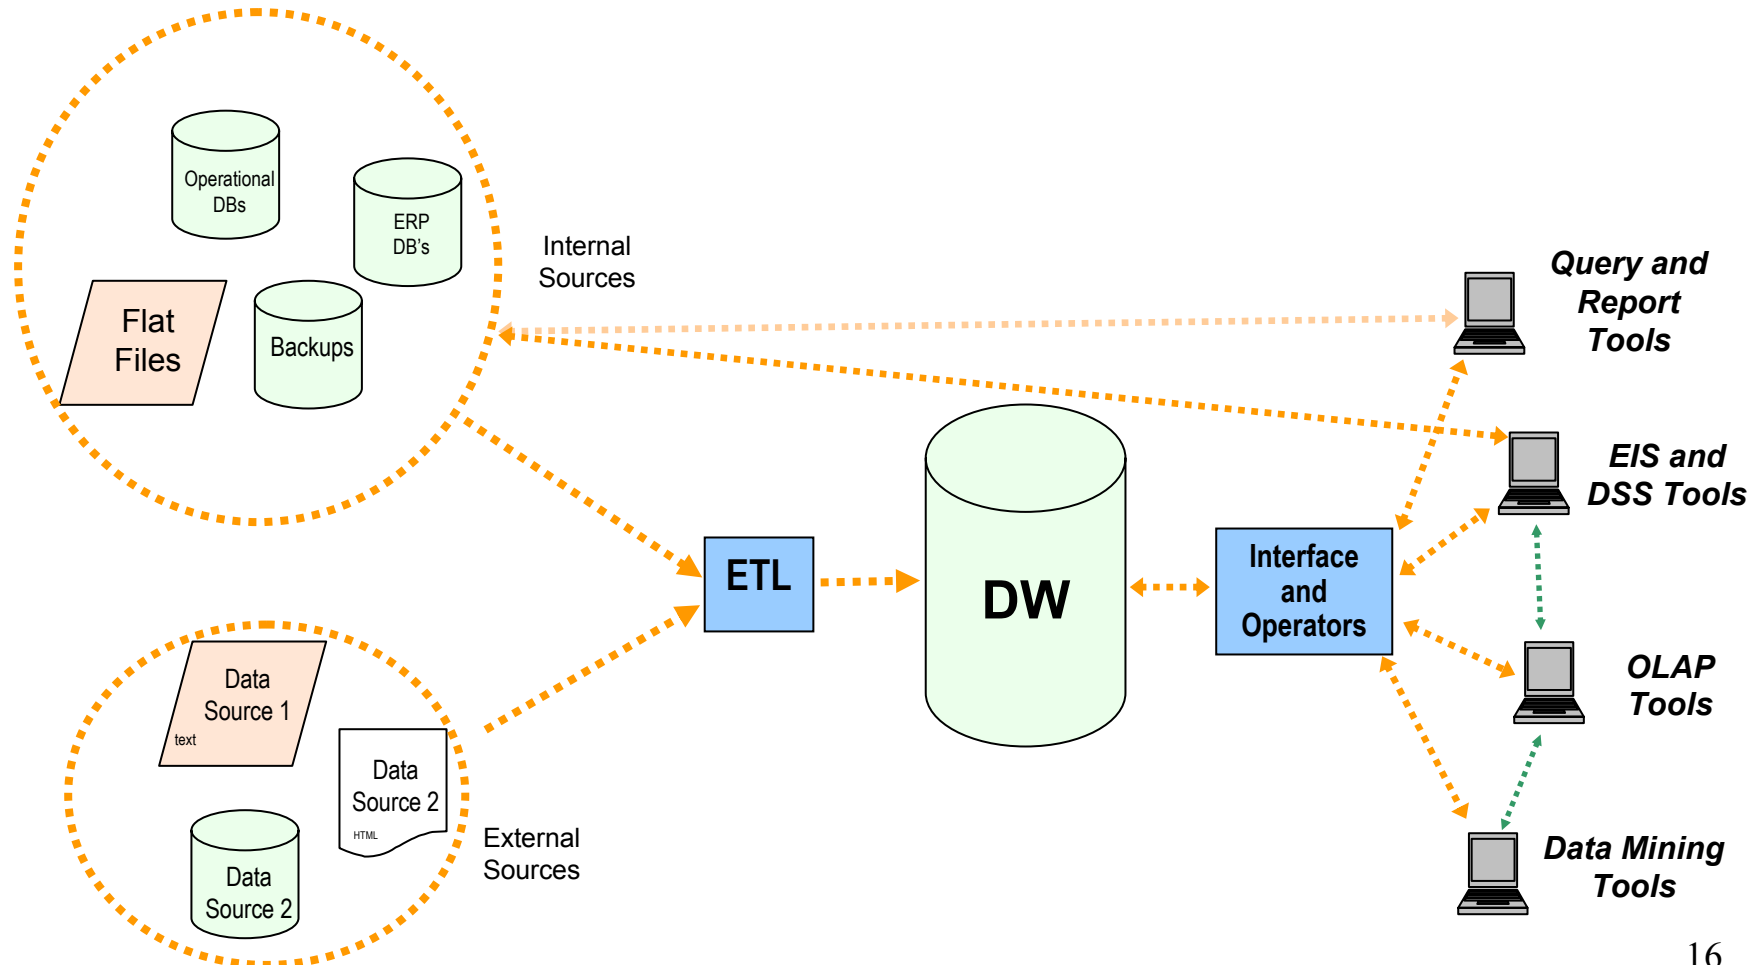 Operational
DBs
ERP
DB's
Internal
Sources
Flat
Files
Backups
Query and
Report
Tools
EIS and
DSS Tools
ETL
DW
Interface
and
Operators
OLAP
Tools
Data
Source 1
text
Data
Source 2
HTML
Data
Source 2
External
Sources
Data Mining
Tools
16